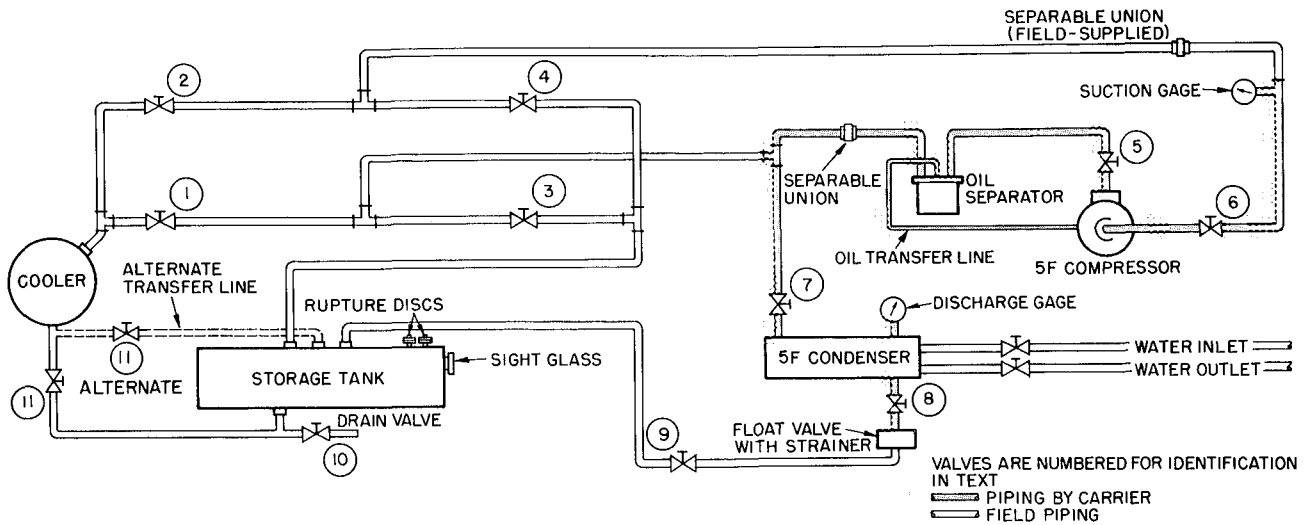 SEPARABLE UNION
(FIELD-SUPPLIED)
2
4
SUCTION GAGE
5
1
3
SEPARABLE
UNION
OIL
SEPARATOR
6
COOLER
ALTERNATE
TRANSFER LINE
OIL TRANSFER LINE
5F COMPRESSOR
RUPTURE DISCS
7
DISCHARGE GAGE
11
ALTERNATE
SIGHT GLASS
STORAGE TANK
5F CONDENSER
WATER INLET
WATER OUTLET
11
DRAIN VALVE
10
9
8
FLOAT VALVE
WITH STRAINER
VALVES ARE NUMBERED FOR IDENTIFICATION
IN TEXT
PIPING BY CARRIER
FIELD PIPING